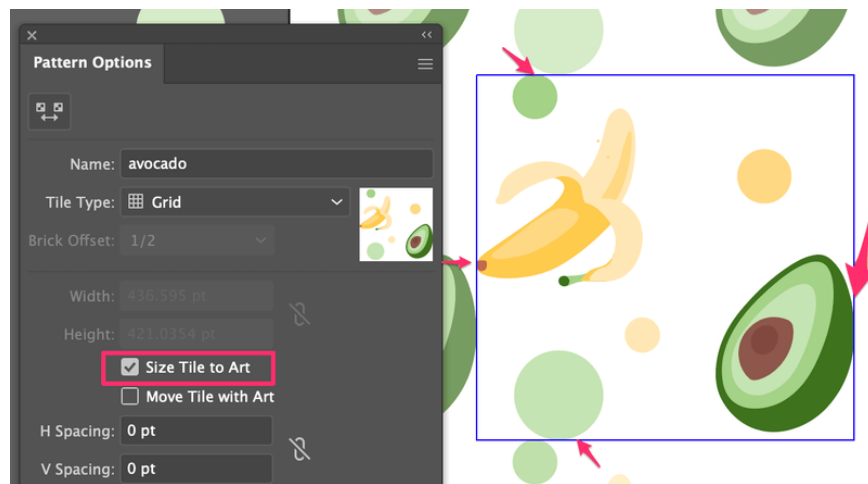 Pattern Options
Name: avocado
Tile Type: Grid
Brick Offset: 1/2
Width: 436.595 pt
Height: 421.0354 pt
Size Tile to Art
Move Tile with Art
H Spacing: 0 pt
V Spacing: 0 pt